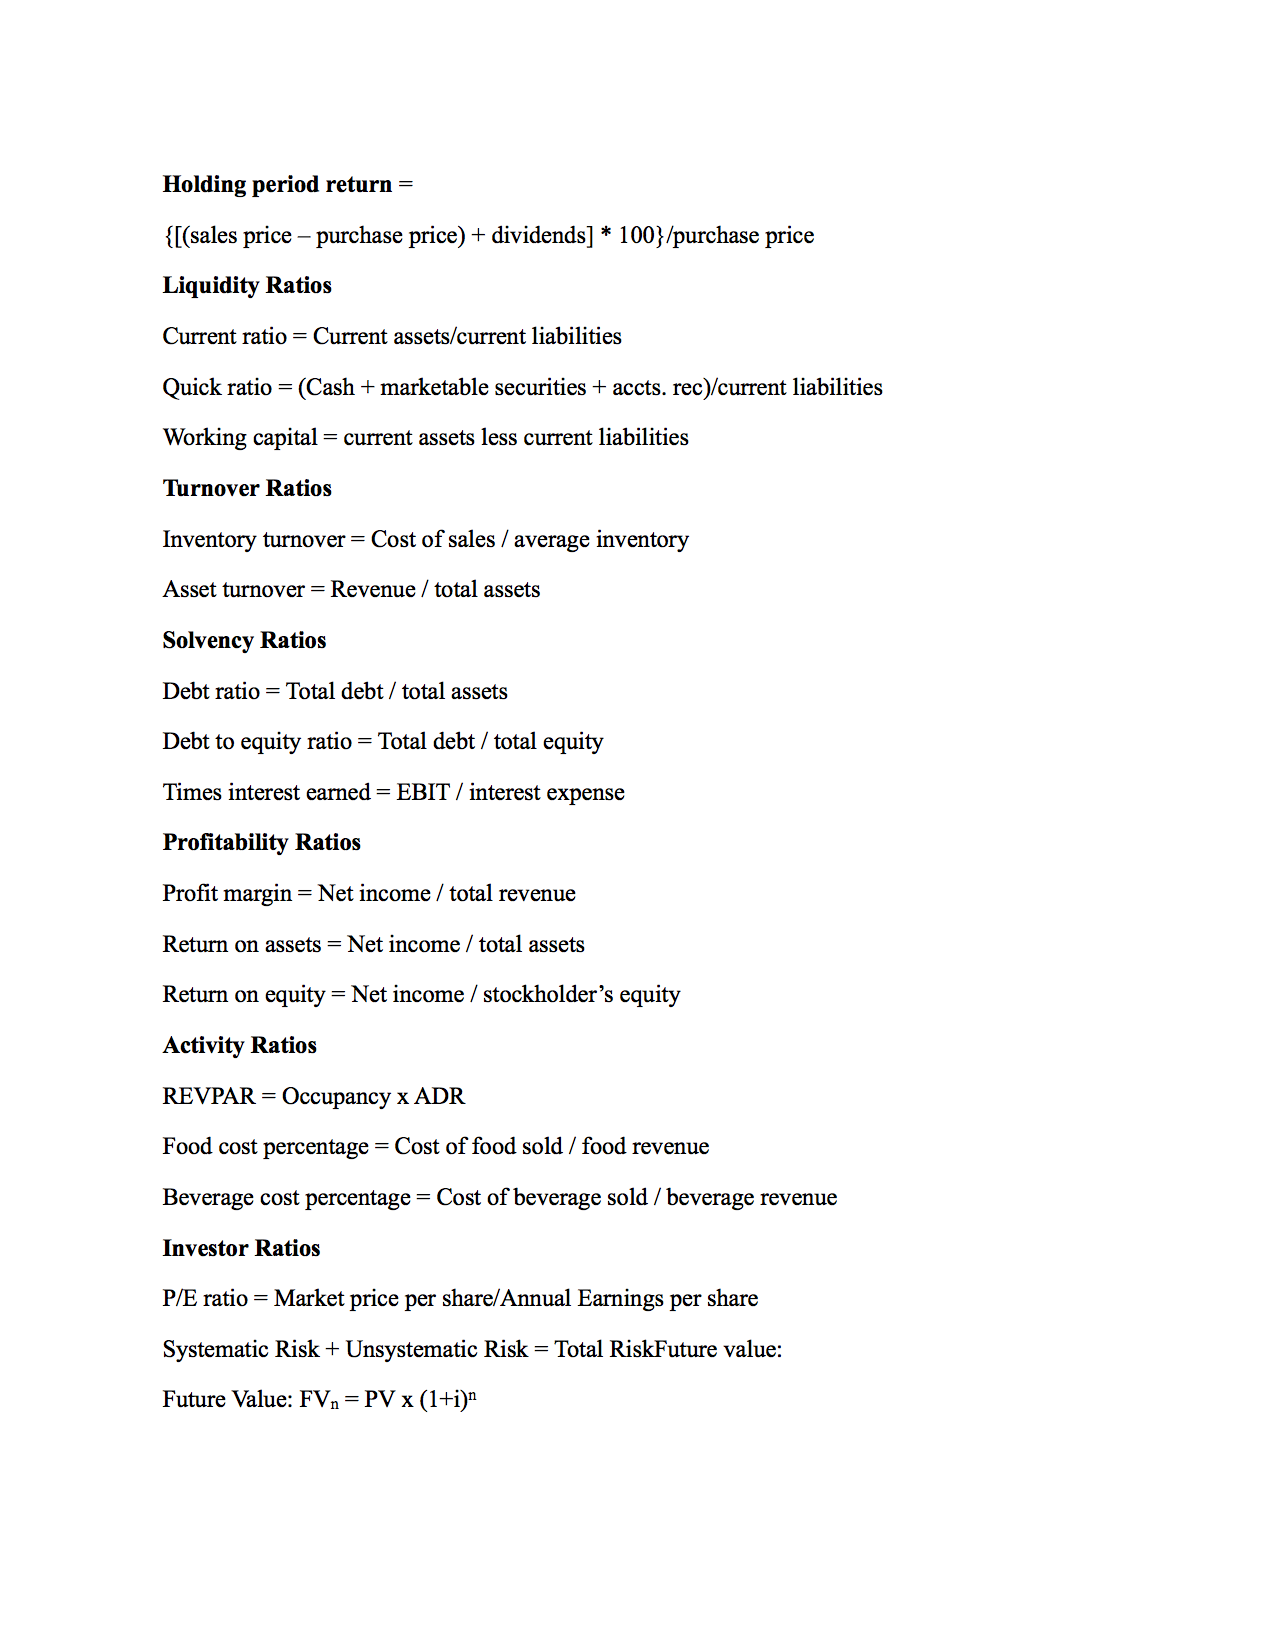 Holding period return =
{[(sales price – purchase price) + dividends] * 100}/purchase price
Liquidity Ratios
Current ratio = Current assets/current liabilities
Quick ratio = (Cash + marketable securities + accts. rec)/current liabilities
Working capital = current assets less current liabilities
Turnover Ratios
Inventory turnover = Cost of sales / average inventory
Asset turnover = Revenue / total assets
Solvency Ratios
Debt ratio = Total debt / total assets
Debt to equity ratio = Total debt / total equity
Times interest earned = EBIT / interest expense
Profitability Ratios
Profit margin = Net income / total revenue
Return on assets = Net income / total assets
Return on equity = Net income / stockholder’s equity
Activity Ratios
REVPAR = Occupancy x ADR
Food cost percentage = Cost of food sold / food revenue
Beverage cost percentage = Cost of beverage sold / beverage revenue
Investor Ratios
P/E ratio = Market price per share/Annual Earnings per share
Systematic Risk + Unsystematic Risk = Total RiskFuture value:
Future Value: FVₙ = PV x (1+i)ⁿ